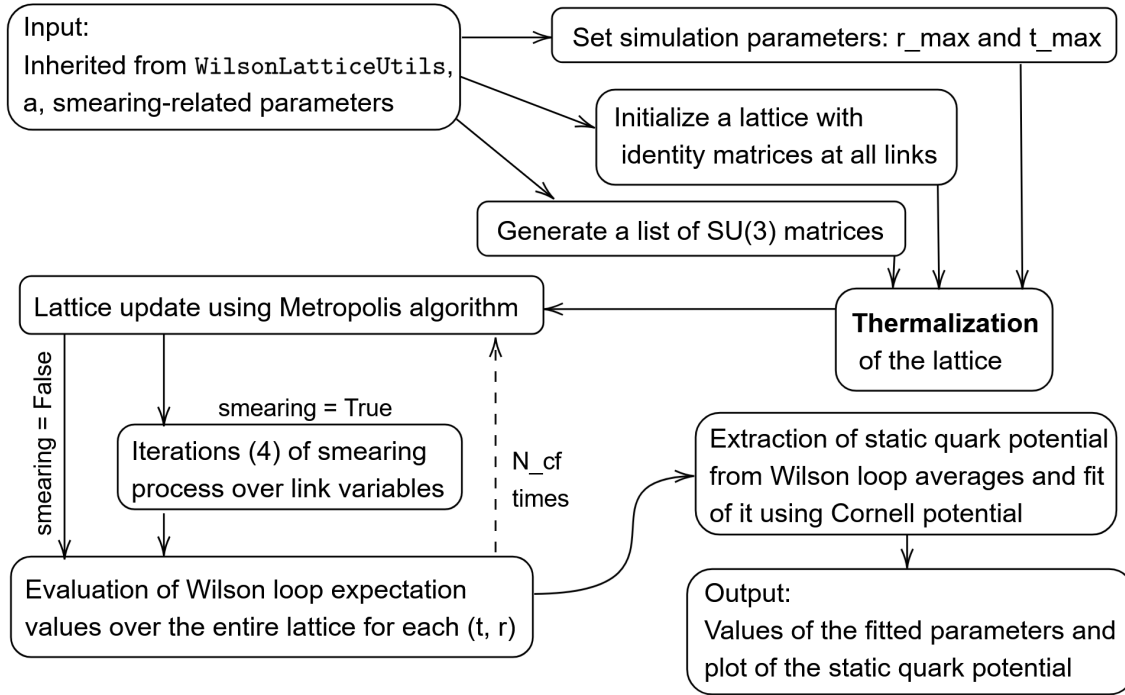 Input:
Inherited from WilsonLatticeUtils,
a, smearing-related parameters
Set simulation parameters: r_max and t_max
Initialize a lattice with
identity matrices at all links
Generate a list of SU(3) matrices
Thermalization
of the lattice
Lattice update using Metropolis algorithm
smearing = False
smearing = True
Iterations (4) of smearing
process over link variables
N_cf
times
Evaluation of Wilson loop expectation
values over the entire lattice for each (t, r)
Extraction of static quark potential
from Wilson loop averages and fit
of it using Cornell potential
Output:
Values of the fitted parameters and
plot of the static quark potential